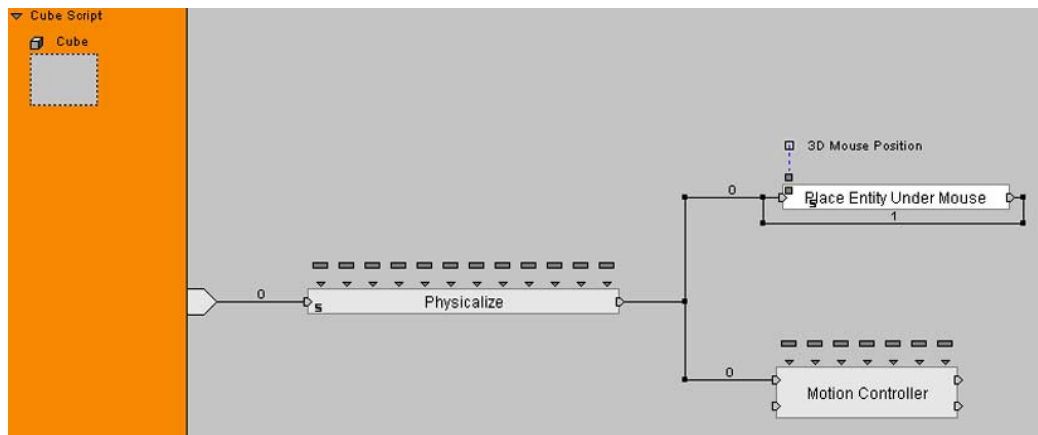 Cube Script
Cube
3D Mouse Position
0
Place Entity Under Mouse
S
1
0
Physicalize
S
0
Motion Controller